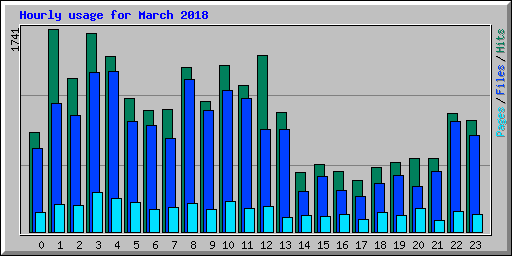 Hourly usage for March 2018
1741
Pages/Files/Hits
0 1 2 3 4 5 6 7 8 9 10 11 12 13 14 15 16 17 18 19 20 21 22 23